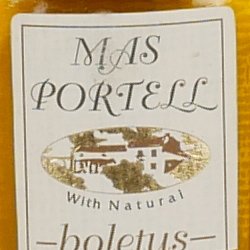 MAS
PORTELL
With Natural
–boletus–